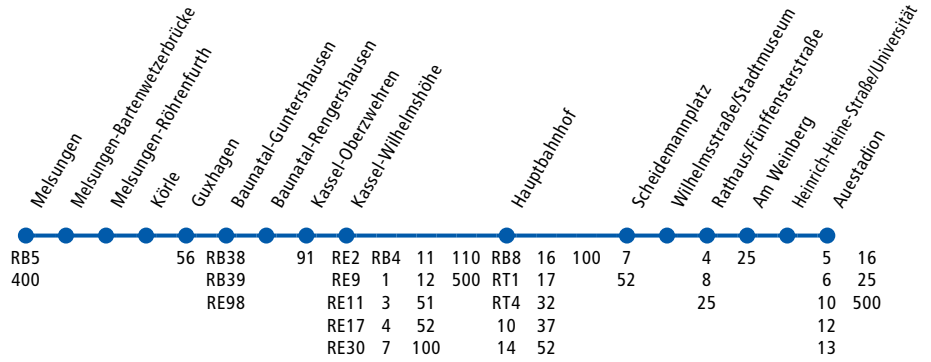 Melsungen
Melsungen-Bartenwetzerbrücke
Melsungen-Röhrenfurth
Körle
Guxhagen
Baunatal-Guntershausen
Baunatal-Rengershausen
Kassel-Oberzwehren
Kassel-Wilhelmshöhe
Hauptbahnhof
Scheidemannplatz
Wilhelmsstraße/Stadtmuseum
Rathaus/Fünffensterstraße
Am Weinberg
Heinrich-Heine-Straße/Universität
Auestadion
RB5 56 RB38 91 RE2 RB4 11 110 RB8 16 100 7 4 25 5 16
400 RB39 RE9 1 12 500 RT1 17 52 8 6 25
RE98 RE11 3 51 RT4 32 25 10 500
RE17 4 52 10 37 12
RE30 7 100 14 52 13